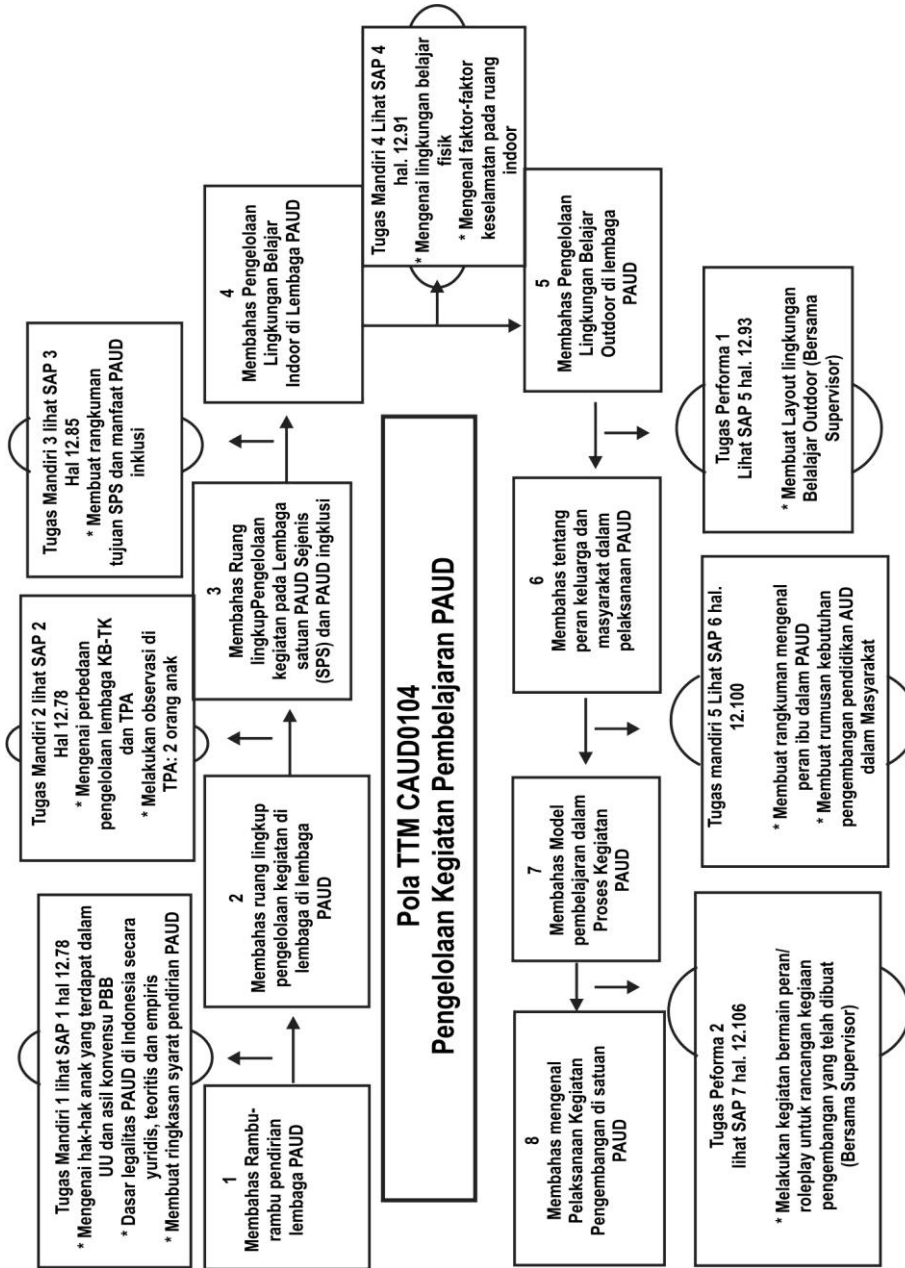 Tugas Mandiri 1 lihat SAP 1 hal 12.78
* Mengenai hak-hak anak yang terdapat dalam
UU dan asil konvensu PBB
* Dasar legalitas PAUD di Indonesia secara
yuridis, teoritis dan empiris
* Membuat ringkasan syarat pendirian PAUD
1
Membahas Rambu-
rambu pendirian
lembaga PAUD
Tugas Mandiri 2 lihat SAP 2
Hal 12.78
* Mengenai perbedaan
pengelolaan lembaga KB-TK
dan TPA
* Melakukan observasi di
TPA: 2 orang anak
2
Membahas ruang lingkup
pengelolaan kegiatan di
lembaga di lembaga
PAUD
Tugas Mandiri 3 lihat SAP 3
Hal 12.85
* Membuat rangkuman
tujuan SPS dan manfaat PAUD
inklusi
3
Membahas Ruang
lingkupPengelolaan
kegiatan pada Lembaga
satuan PAUD Sejenis
(SPS) dan PAUD ingklusi)
4
Membahas Pengelolaan
Lingkungan Belajar
Indoor di Lembaga PAUD
Tugas Mandiri 4 Lihat SAP 4
hal. 12.91
* Mengenai lingkungan belajar
fisik
* Mengenal faktor-faktor
keselamatan pada ruang
indoor
Pola TTM CAUD0104
Pengelolaan Kegiatan Pembelajaran PAUD
5
Membahas Pengelolaan
Lingkungan Belajar
Outdoor di lembaga
PAUD
Tugas Performa 1
Lihat SAP 5 hal. 12.93
* Membuat Layout lingkungan
Belalajar Outdoor (Bersama
Supervisor)
6
Membahas tentang
peran keluarga dan
masyarakat dalam
pelaksanaan PAUD
Tugas mandiri 5 Lihat SAP 6 hal.
12.100
* Membuat rangkuman mengenal
peran ibu dalam PAUD
* Membuat rumusan kebutuhan
pengembangan pendidikan AUD
dalam Masyarakat
7
Membahas Model
pembelajaran dalam
Proses Kegiatan
PAUD
Tugas Peforma 2
lihat SAP 7 hal. 12.106
* Melakukan kegiatan bermain peran/
roleplay untuk rancangan kegian
pengembangan yang telah dibuat
(Bersama Supervisor)
8
Membahas mengenal
Pelaksanaan Kegiatan
Pengembangan di satuan
PAUD